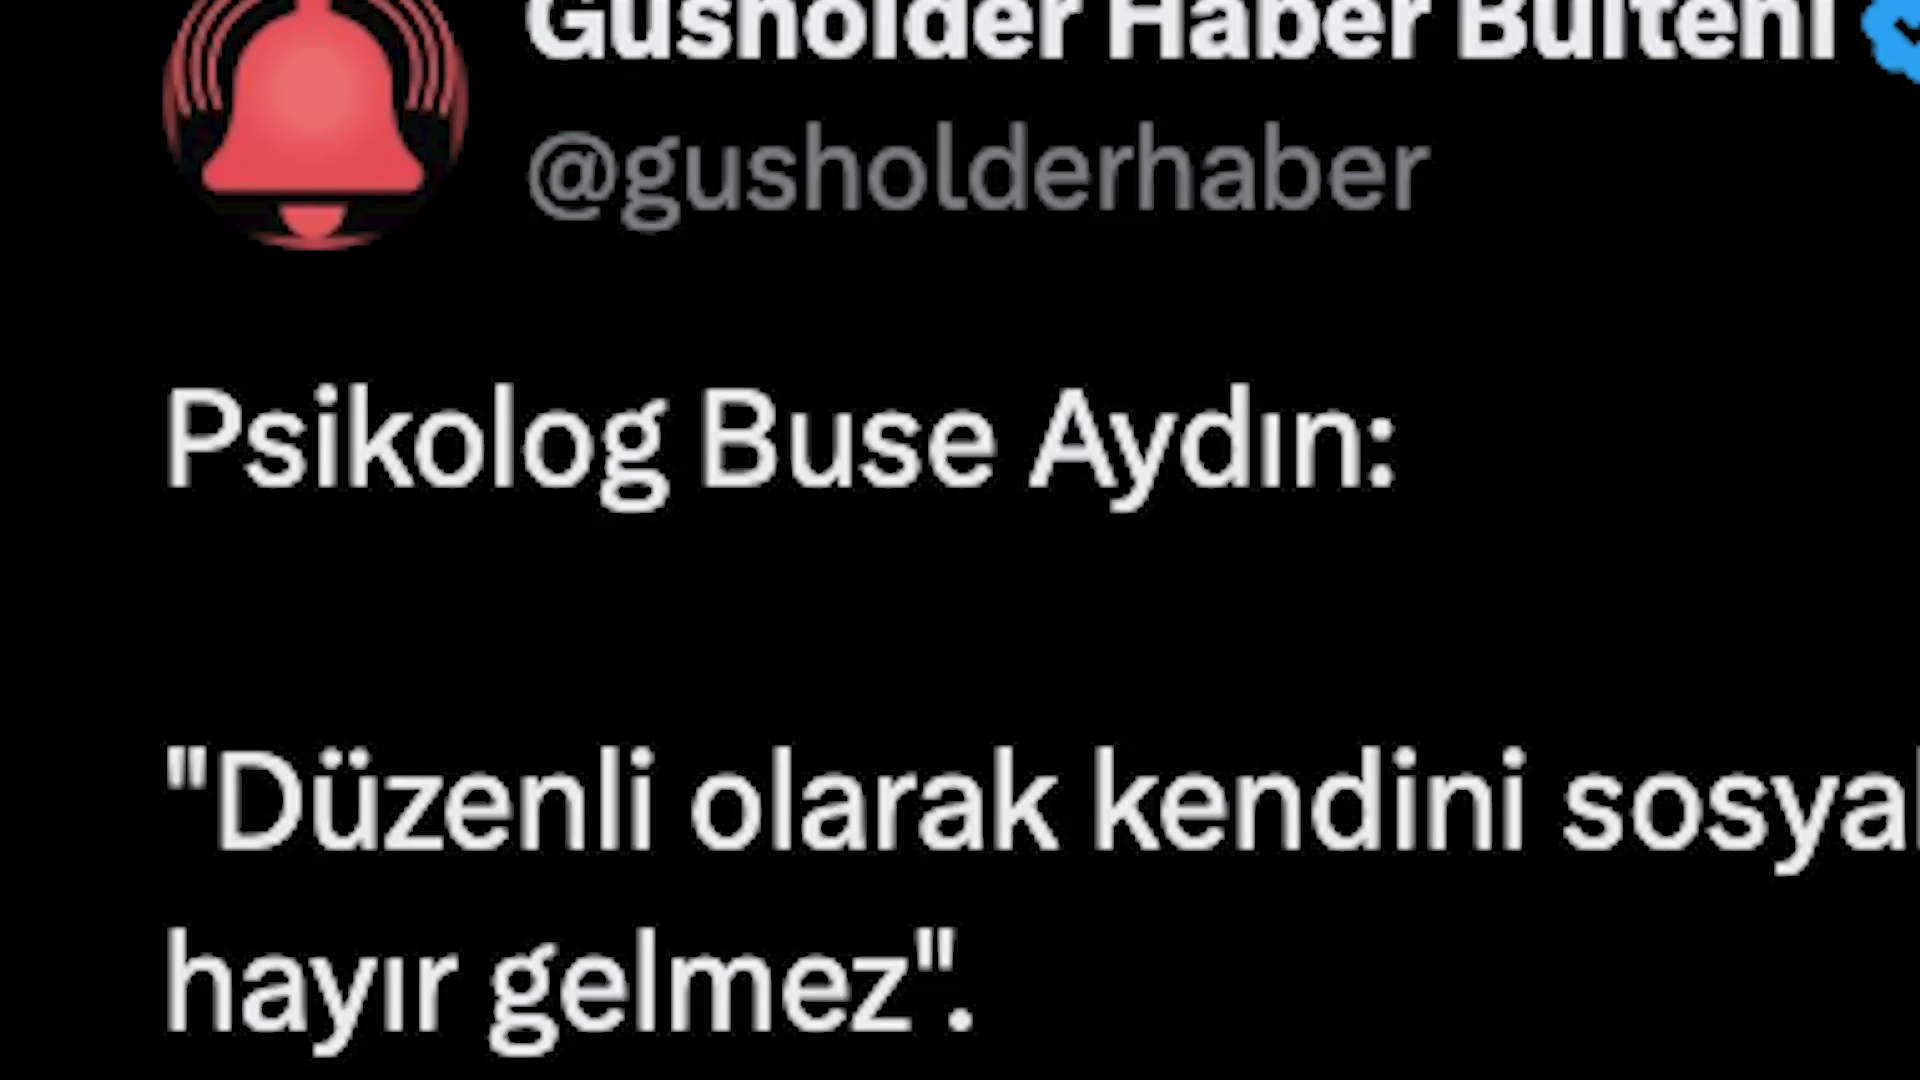 Gusholder Haber Bülteni
@gusholderhaber
Psikolog Buse Aydın:
"Düzenli olarak kendini sosyal
hayır gelmez".